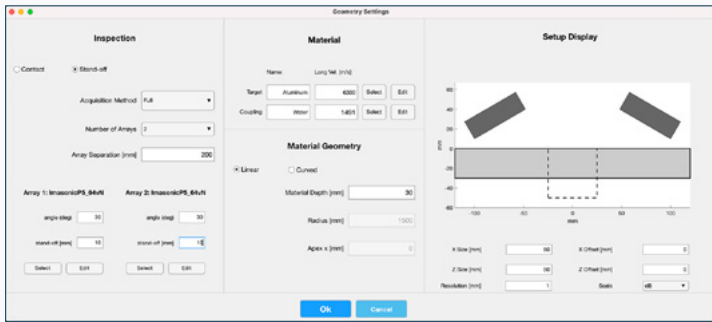 Geometry Settings
Inspection
Contact
Stand-off
Acquisition Method Full
Number of Arrays 2
Array Separation [mm] 200
Array 1: ImasonicP5_64vN
Array 2: ImasonicP5_64vN
angle (deg) 30
angle (deg) 30
stand-off [mm] 10
stand-off [mm] 10
Select Edit
Select Edit
Material
Name: Long Vel. [m/s]
Target Aluminum 6300 Select Edit
Coupling Water Select Edit
Material Geometry
Linear
Curved
Material Depth [mm] 30
Radius [mm] 1500
Apex x [mm] 0
Setup Display
60
40
20
0
-20
-40
-60
mm
-100 -50 0 50 100
mm
X Size [mm] X Offset [mm] 0
Z Size [mm] Z Offset [mm] 0
Resolution [mm] 1 Scale dB
Ok Cancel